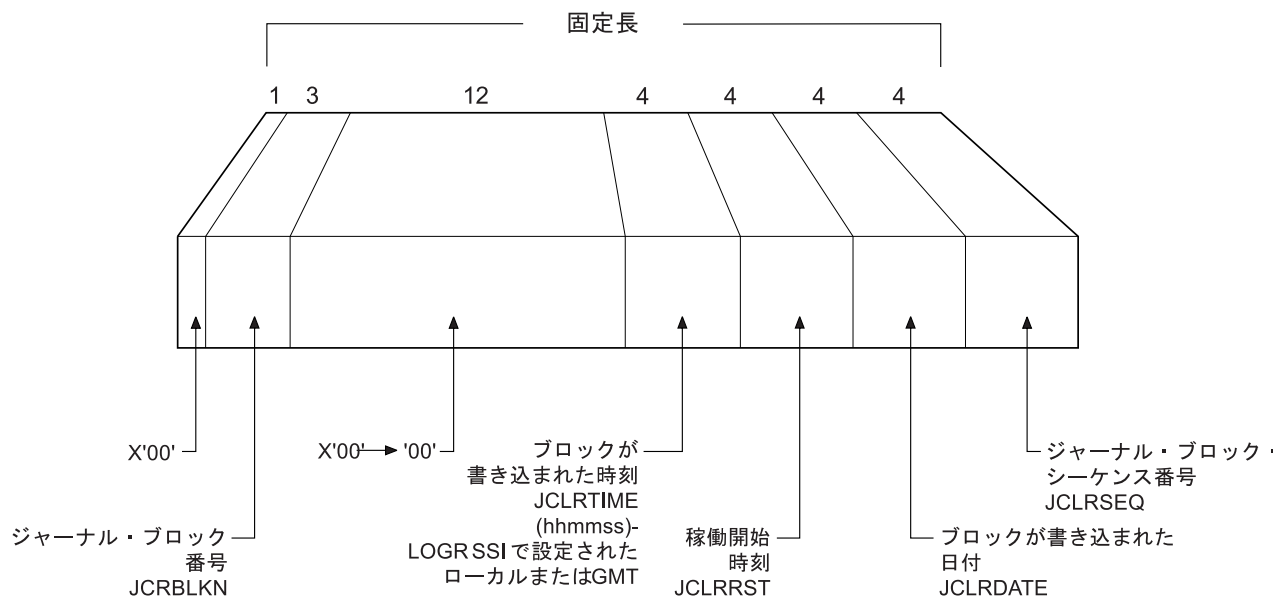 固定長
1 3 12 4 4 4 4
X'00'
X'00' '00'
ブロックが
書き込まれた時刻
JCLRTIME
(hhmmss)-
LOGR SSI で設定された
ローカルまたはGMT
ジャーナル・ブロック・
シーケンス番号
JCLRSEQ
ジャーナル・ブロック
番号
JCRBLKN
稼働開始
時刻
JCLRRST
ブロックが書き込まれた
日付
JCLRDATE